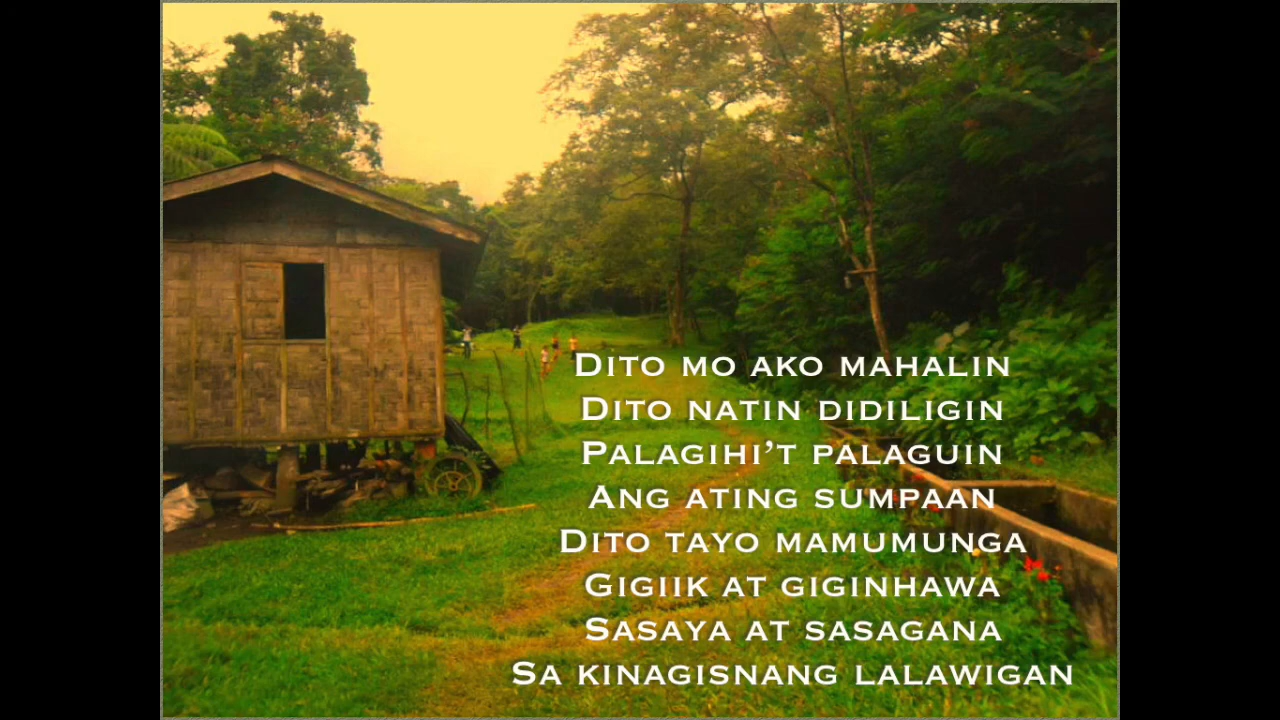 Dito mo ako mahalin
Dito natin didiligin
Palagihi’t palaguin
Ang ating sumpaan
Dito tayo mamumunga
Gigiik at giginhawa
Sasaya at sasagana
Sa kinagisnang lalawigan